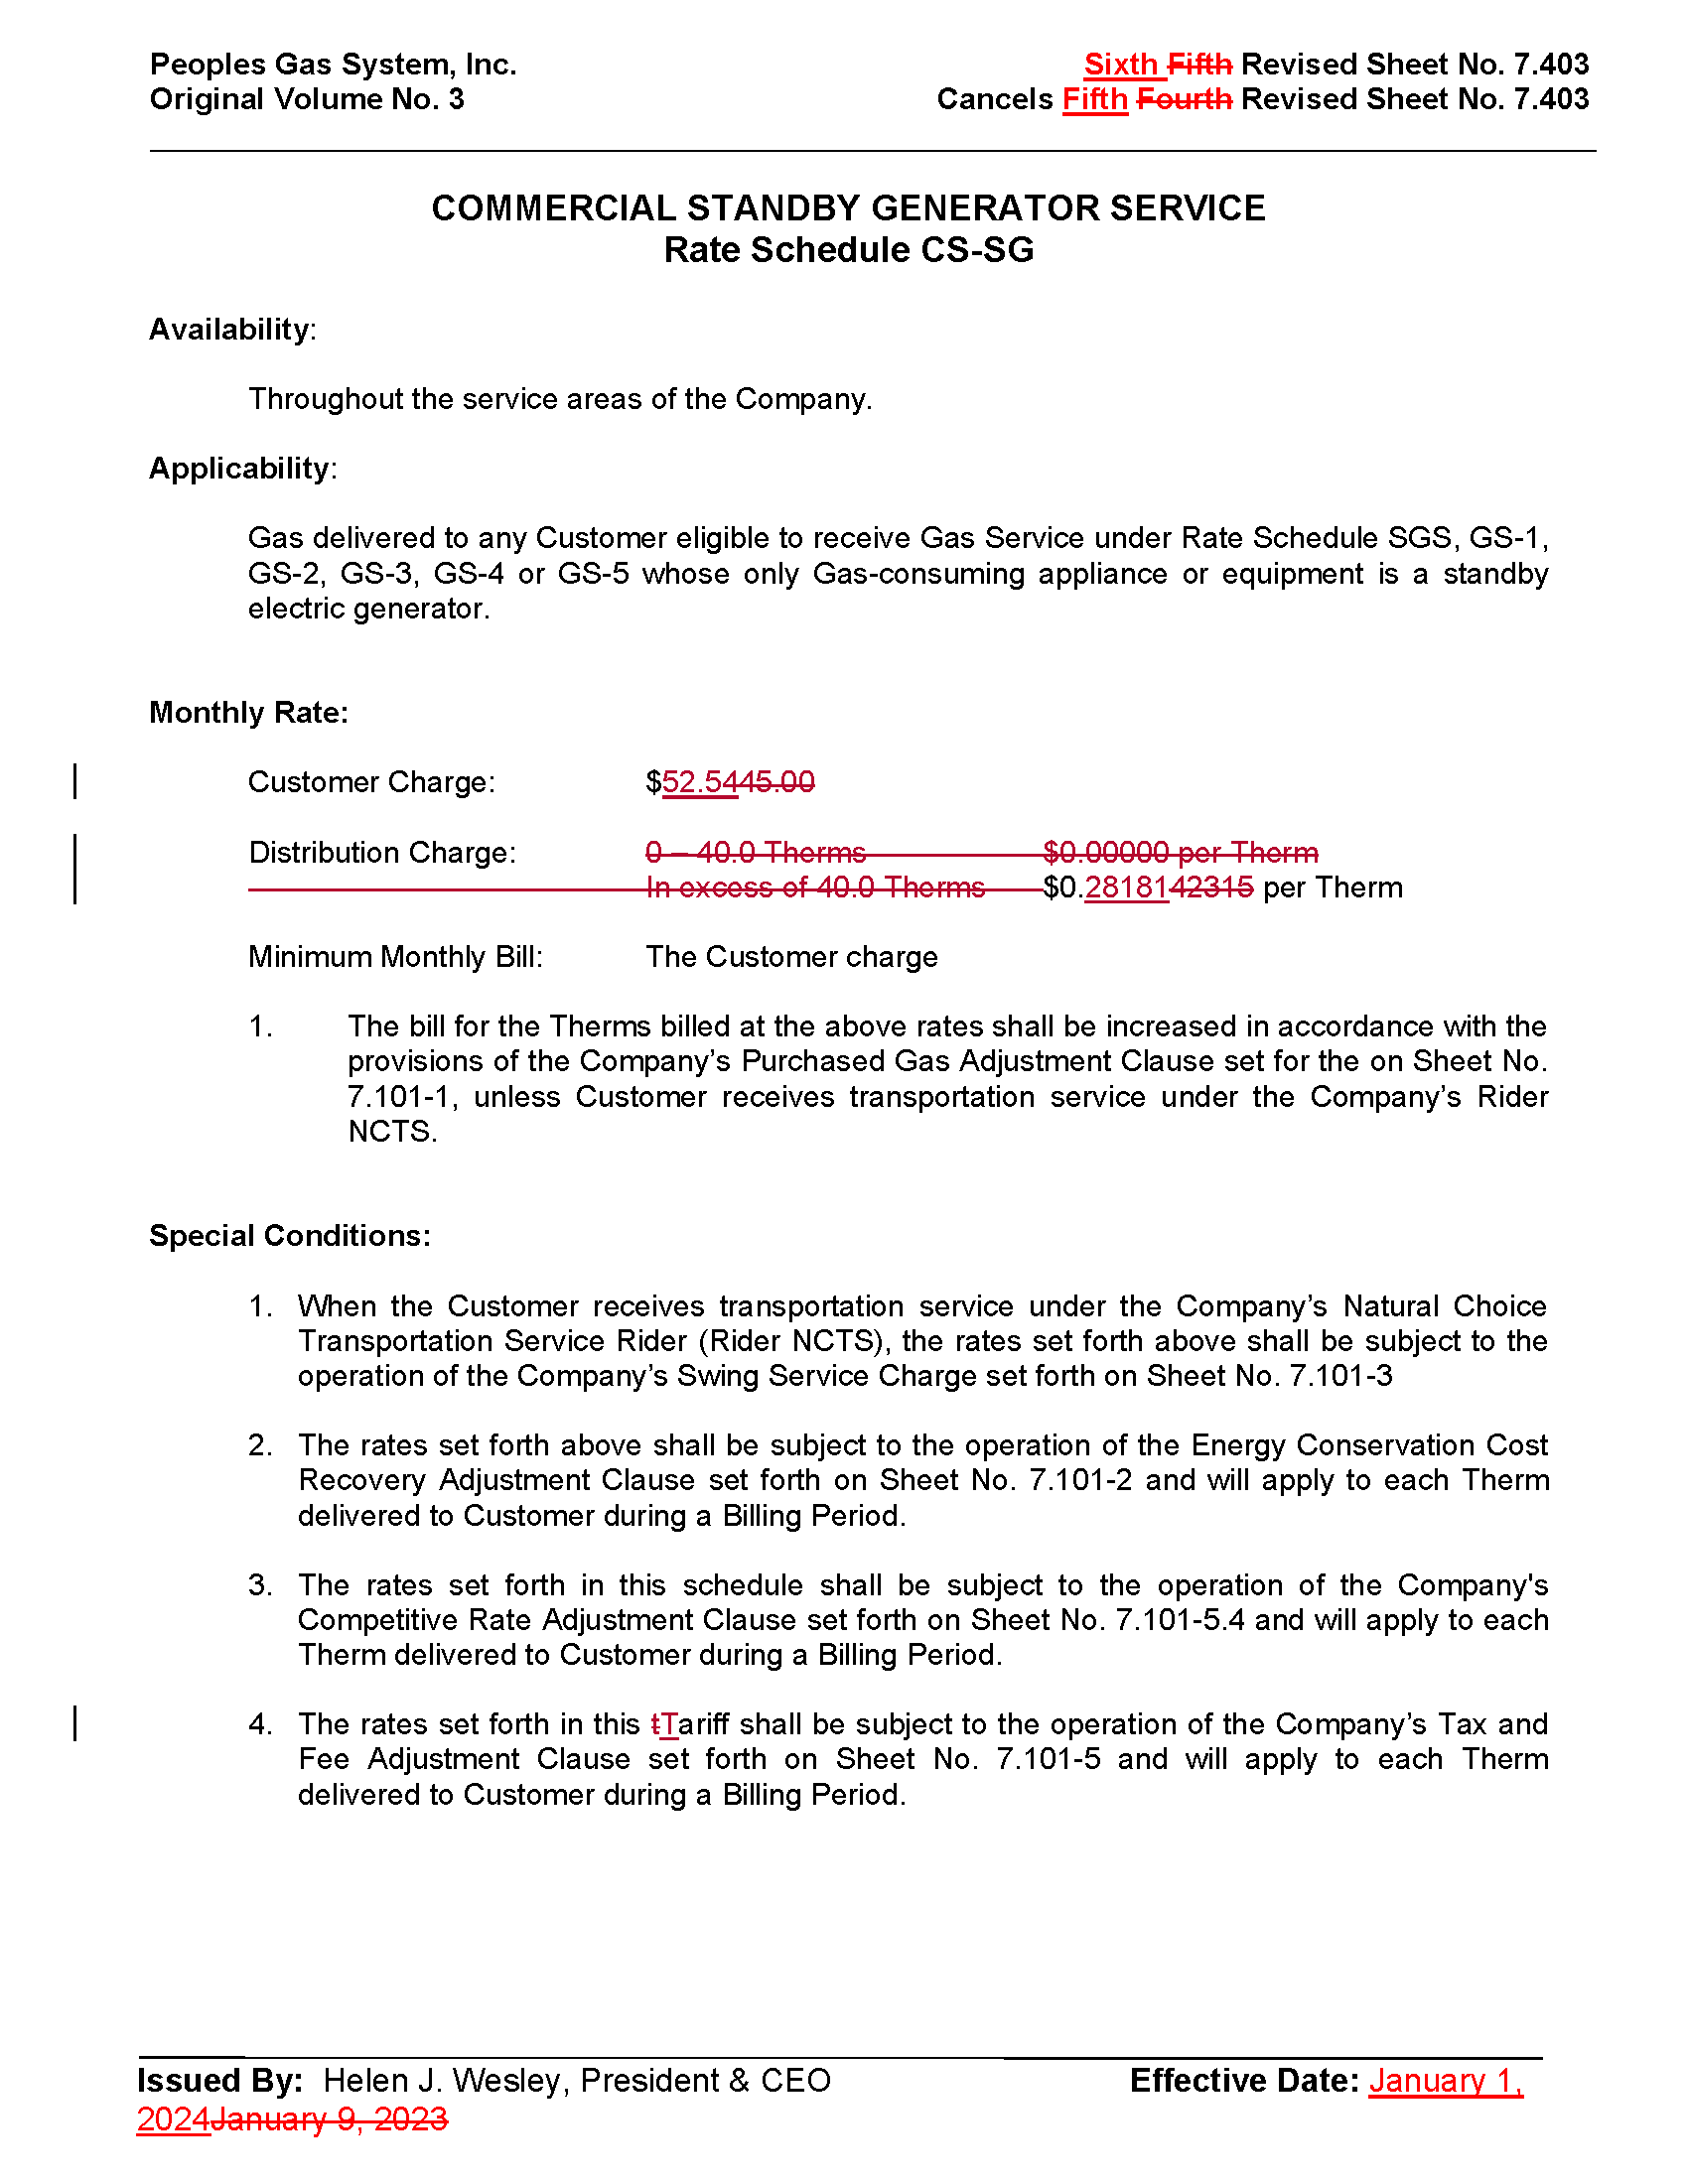 Peoples Gas System, Inc. Sixth Fifth Revised Sheet No. 7.403
Original Volume No. 3 Cancels Fifth Fourth Revised Sheet No. 7.403
COMMERCIAL STANDBY GENERATOR SERVICE
Rate Schedule CS-SG
Availability:
Throughout the service areas of the Company.
Applicability:
Gas delivered to any Customer eligible to receive Gas Service under Rate Schedule SGS, GS-1,
GS-2, GS-3, GS-4 or GS-5 whose only Gas-consuming appliance or equipment is a standby
electric generator.
Monthly Rate:
Customer Charge: $52.5445.00
Distribution Charge: 0 – 40.0 Therms $0.00000 per Therm
In excess of 40.0 Therms $0.2818142315 per Therm
Minimum Monthly Bill: The Customer charge
1. The bill for the Therms billed at the above rates shall be increased in accordance with the
provisions of the Company’s Purchased Gas Adjustment Clause set for the on Sheet No.
7.101-1, unless Customer receives transportation service under the Company’s Rider
NCTS.
Special Conditions:
1. When the Customer receives transportation service under the Company’s Natural Choice
Transportation Service Rider (Rider NCTS), the rates set forth above shall be subject to the
operation of the Company’s Swing Service Charge set forth on Sheet No. 7.101-3
2. The rates set forth above shall be subject to the operation of the Energy Conservation Cost
Recovery Adjustment Clause set forth on Sheet No. 7.101-2 and will apply to each Therm
delivered to Customer during a Billing Period.
3. The rates set forth in this schedule shall be subject to the operation of the Company's
Competitive Rate Adjustment Clause set forth on Sheet No. 7.101-5.4 and will apply to each
Therm delivered to Customer during a Billing Period.
4. The rates set forth in this tTariff shall be subject to the operation of the Company’s Tax and
Fee Adjustment Clause set forth on Sheet No. 7.101-5 and will apply to each Therm
delivered to Customer during a Billing Period.
Issued By: Helen J. Wesley, President & CEO Effective Date: January 1,
2024January 9, 2023